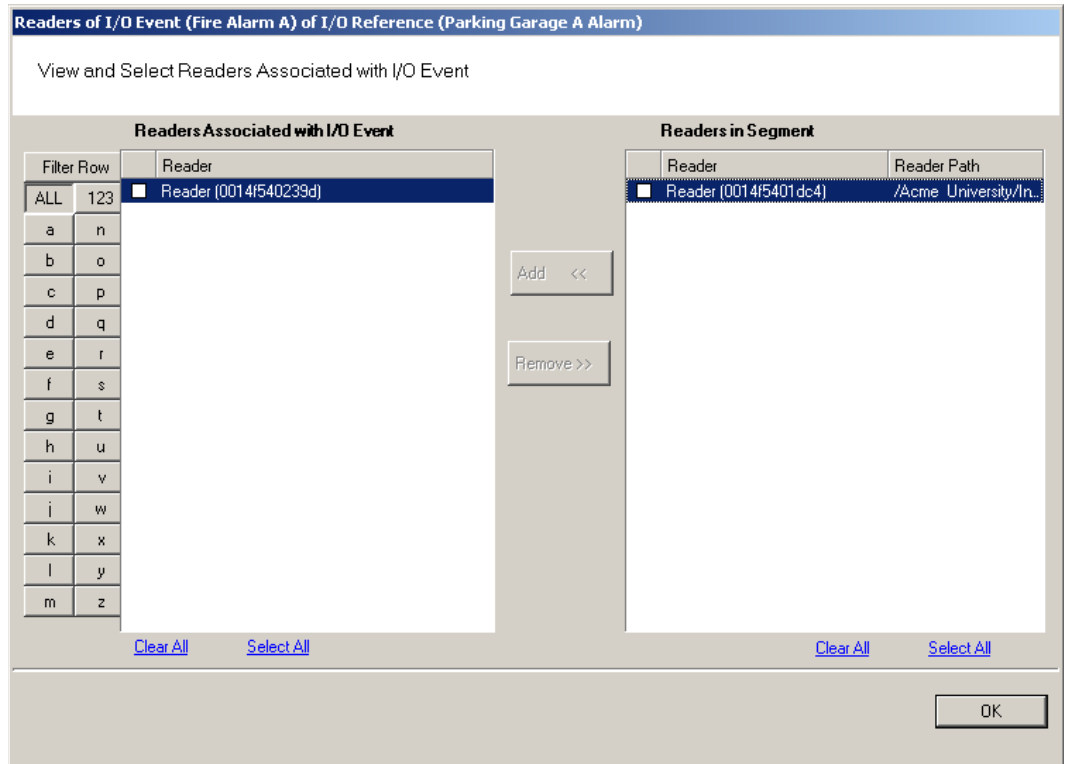 Readers of I/O Event (Fire Alarm A) of I/O Reference (Parking Garage A Alarm)
View and Select Readers Associated with I/O Event
Readers Associated with I/O Event
Readers in Segment
Filter Row
Reader
Reader Reader Path
ALL 123
Reader (0014f540239d)
Reader (0014f5401dc4) /Acme University/In...
a n
b o
Add <<
c p
d q
e r
Remove >>
f s
g t
h u
i v
j w
k x
l y
m z
Clear All Select All
Clear All Select All
OK